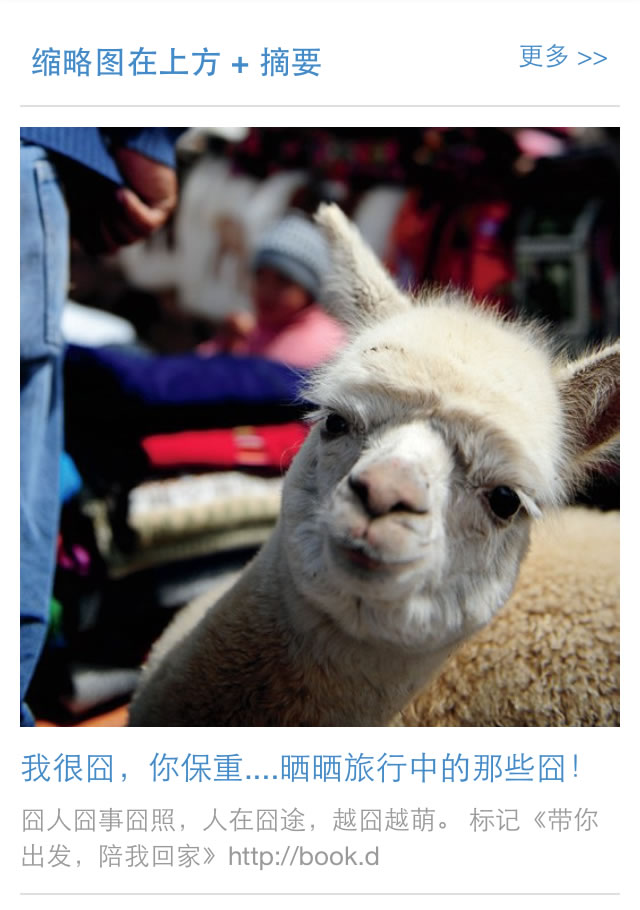 缩略图在上方 + 摘要
更多 >>
我很囧，你保重....晒晒旅行中的那些囧！
囧人囧事囧照，人在囧途，越囧越萌。 标记《带你
出发，陪我回家》http://book.d